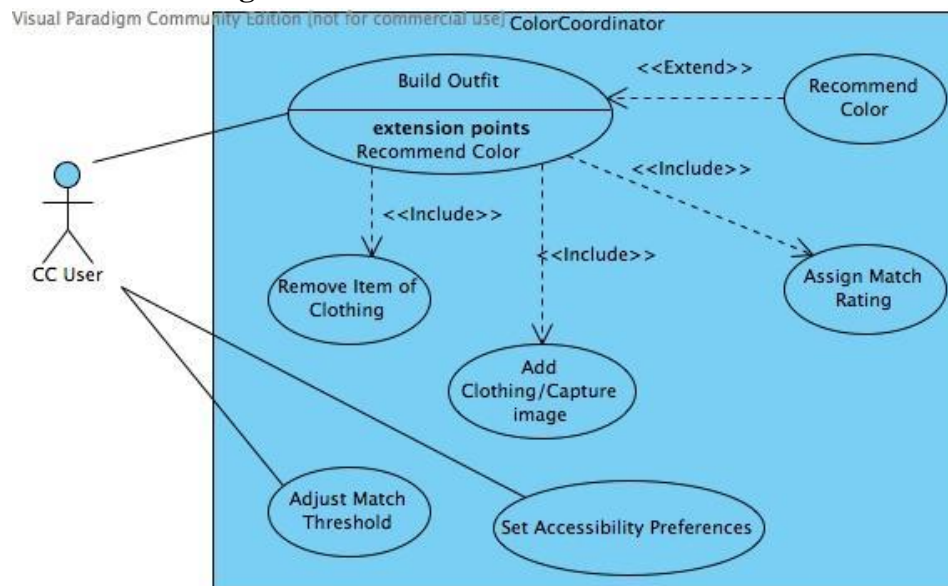 Visual Paradigm Community Edition [not for commercial use]
ColorCoordinator
Build Outfit
extension points
Recommend Color
<<Extend>>
Recommend
Color
<<Include>>
<<Include>>
<<Include>>
CC User
Remove Item of
Clothing
Assign Match
Rating
Add
Clothing/Capture
image
Adjust Match
Threshold
Set Accessibility Preferences